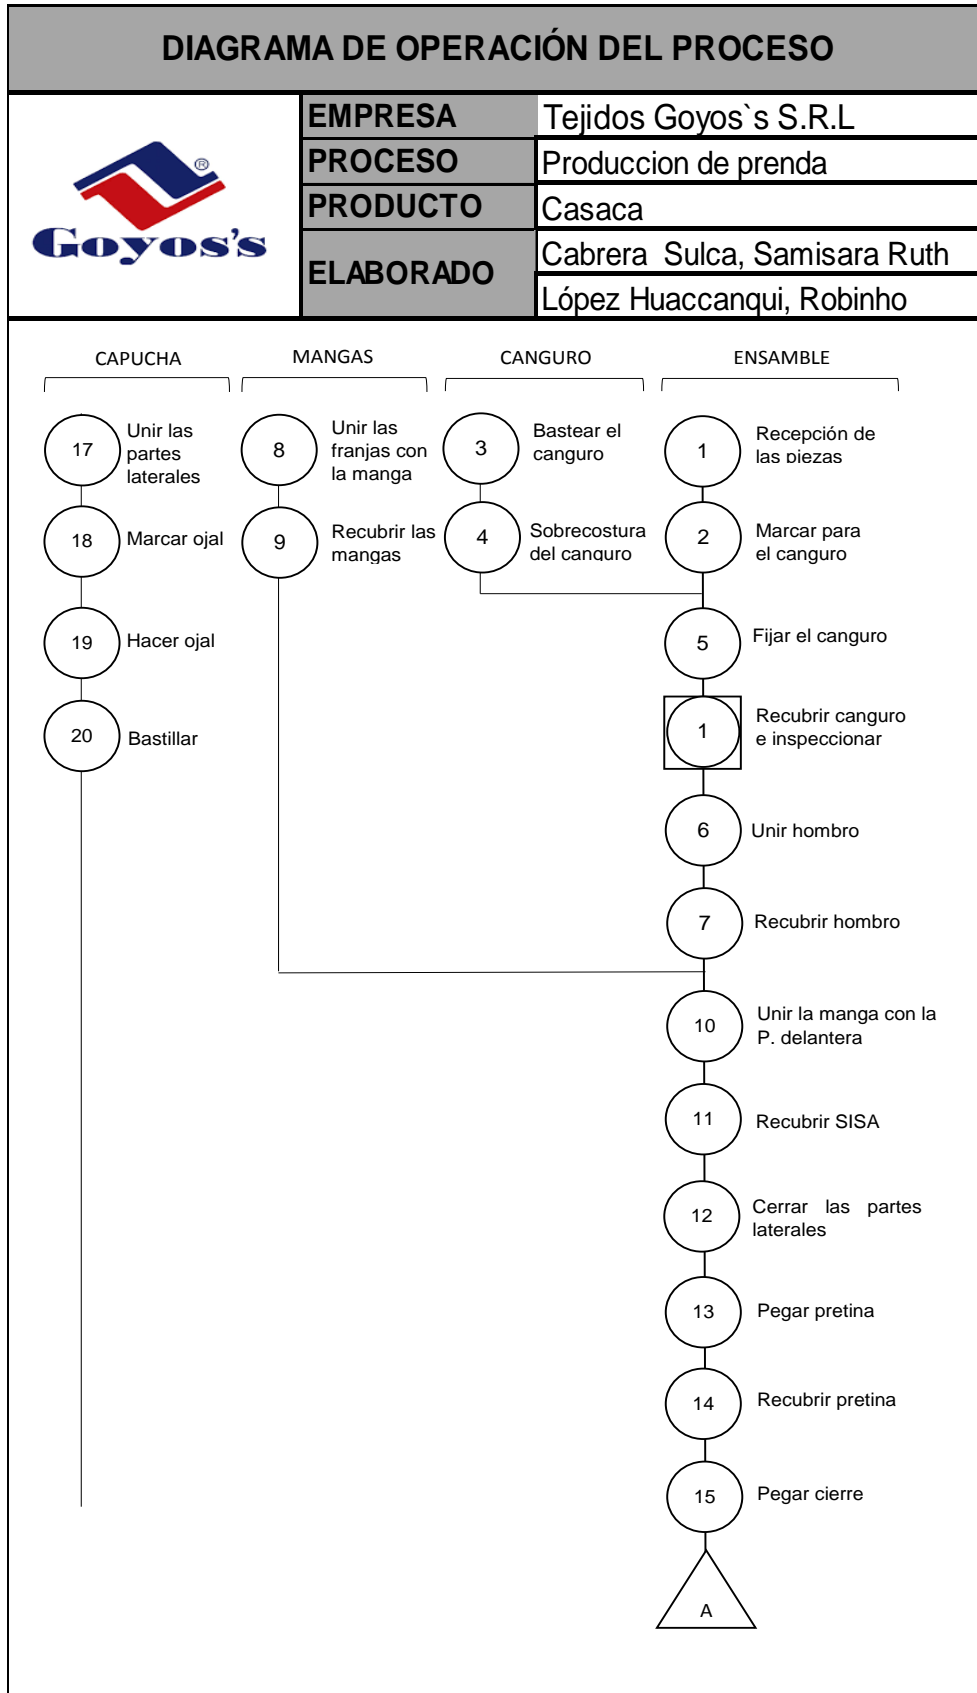 DIAGRAMA DE OPERACIÓN DEL PROCESO
®
Goyos's
EMPRESA
Tejidos Goyos`s S.R.L
PROCESO
Produccion de prenda
PRODUCTO
Casaca
ELABORADO
Cabrera Sulca, Samisara Ruth
López Huaccanqui, Robinho
CAPUCHA
MANGAS
CANGURO
ENSAMBLE
17
Unir las
partes
laterales
18
Marcar ojal
19
Hacer ojal
20
Bastillar
8
Unir las
franjas con
la manga
9
Recubrir las
mangas
3
Bastear el
canguro
4
Sobrecostura
del canguro
1
Recepción de
las piezas
2
Marcar para
el canguro
5
Fijar el canguro
1
Recubrir canguro
e inspeccionar
6
Unir hombro
7
Recubrir hombro
10
Unir la manga con la
P. delantera
11
Recubrir SISA
12
Cerrar las partes
laterales
13
Pegar pretina
14
Recubrir pretina
15
Pegar cierre
A